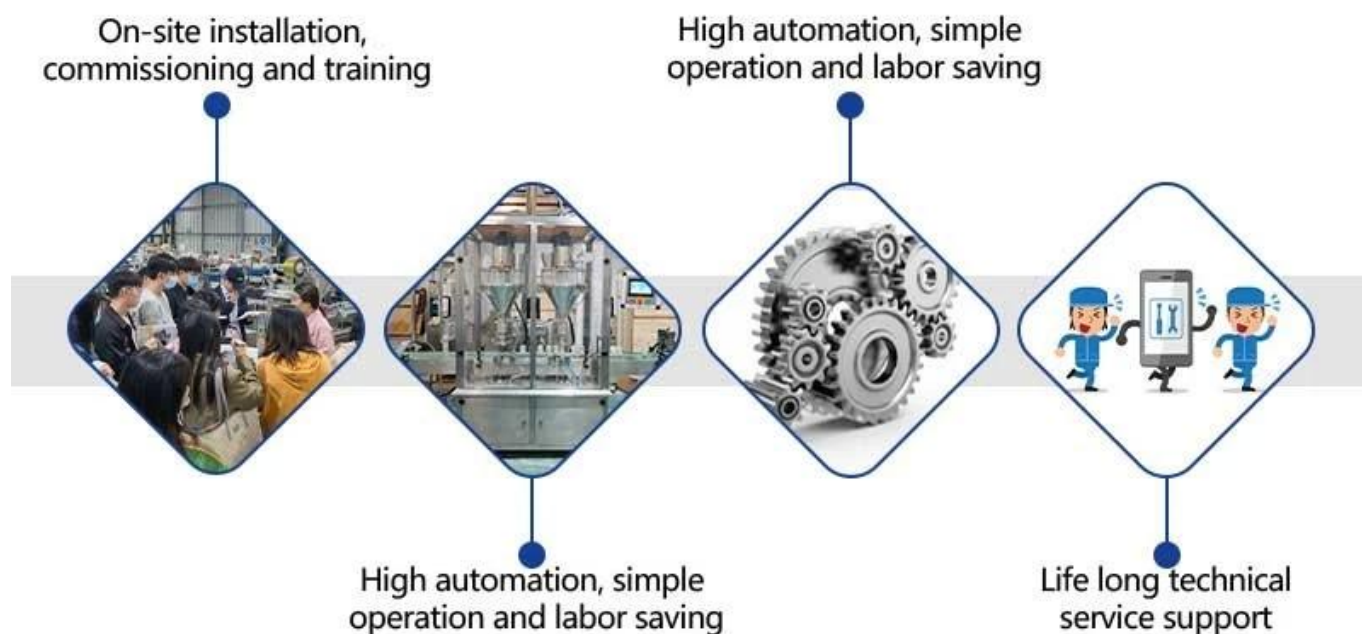 On-site installation,
commissioning and training
High automation, simple
operation and labor saving
High automation, simple
operation and labor saving
Life long technical
service support